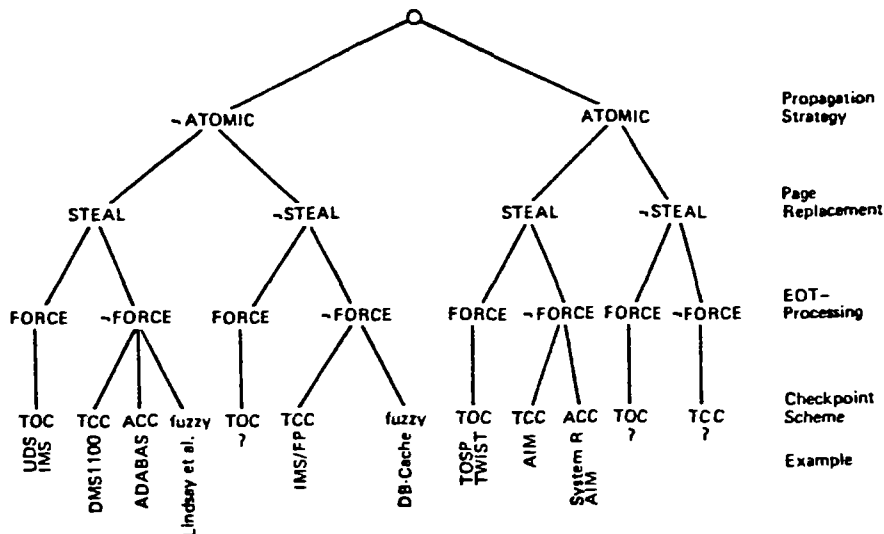 Propagation
Strategy
¬ATOMIC
ATOMIC
Page
Replacement
STEAL
¬STEAL
STEAL
¬STEAL
EOT-
Processing
FORCE
¬FORCE
FORCE
¬FORCE
FORCE
¬FORCE
FORCE
¬FORCE
Checkpoint
Scheme
TOC
TCC
ACC
fuzzy
TOC
TCC
fuzzy
TOC
TCC
ACC
TOC
TCC
Example
UDS
IMS
DMS1100
ADABAS
Lindsay et al.
?
IMS/FP
DB-Cache
TOSP
TWIST
AIM
System R
AIM
?
?